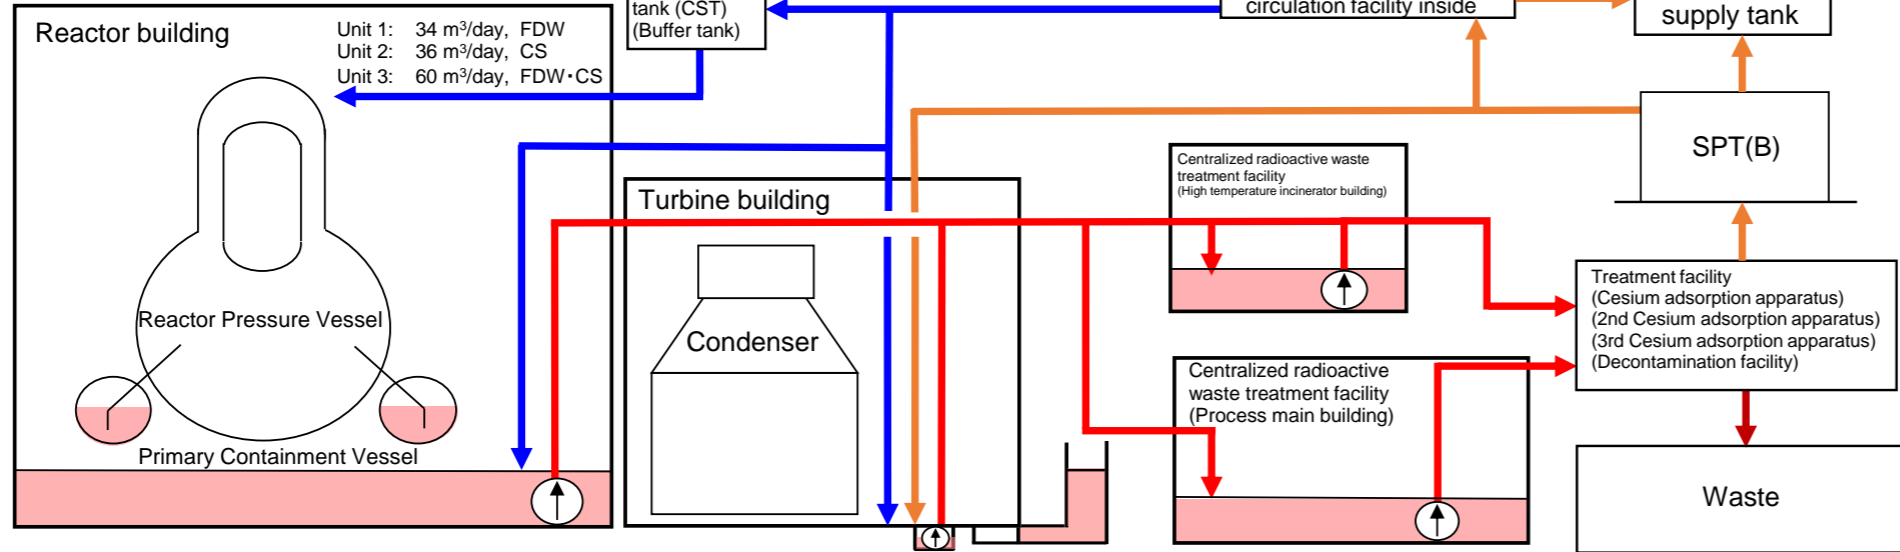 tank (CST)
(Buffer tank)
circulation facility inside
supply tank
Reactor building
Unit 1: 34 m³/day, FDW
Unit 2: 36 m³/day, CS
Unit 3: 60 m³/day, FDW・CS
SPT(B)
Centralized radioactive waste
treatment facility
(High temperature incinerator building)
Turbine building
Treatment facility
(Cesium adsorption apparatus)
(2nd Cesium adsorption apparatus)
(3rd Cesium adsorption apparatus)
(Decontamination facility)
Reactor Pressure Vessel
Condenser
Centralized radioactive
waste treatment facility
(Process main building)
Primary Containment Vessel
Waste